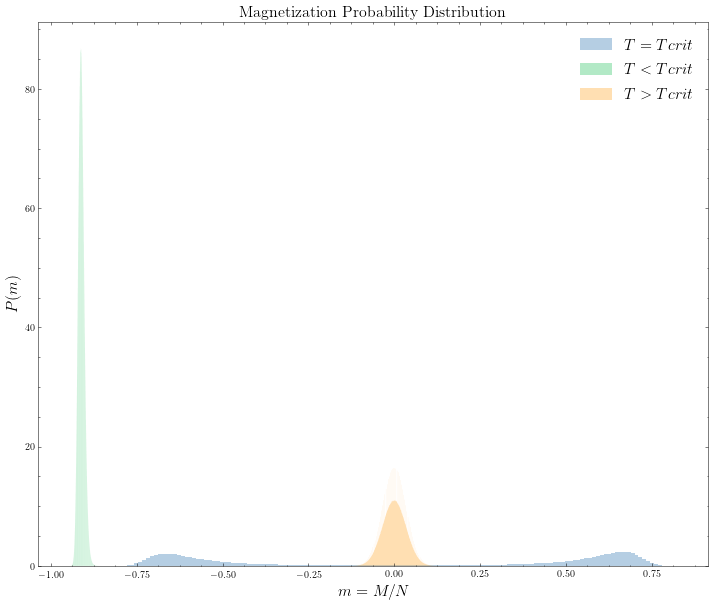 Magnetization Probability Distribution
T = Tcrit
T < Tcrit
T > Tcrit
80
60
40
20
0
P(m)
−1.00 −0.75 −0.50 −0.25 0.00 0.25 0.50 0.75
m = M/N